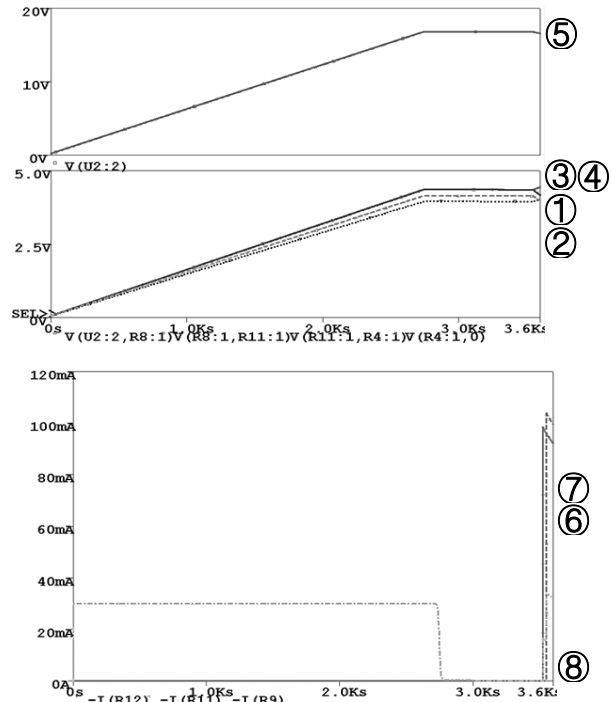 20V
⑤
10V
0V
V(U2:2)
5.0V
③④
①
2.5V
②
SEL>>
0V
0s 1.0Ks 2.0Ks 3.0Ks 3.6Ks
V(U2:2,R8:1)V(R8:1,R11:1)V(R11:1,R4:1)V(R4:1,0)
120mA
100mA
80mA
⑦
⑥
60mA
40mA
20mA
⑧
0A
0s 1.0Ks 2.0Ks 3.0Ks 3.6Ks
-I(R12) -I(R11) -I(R9)